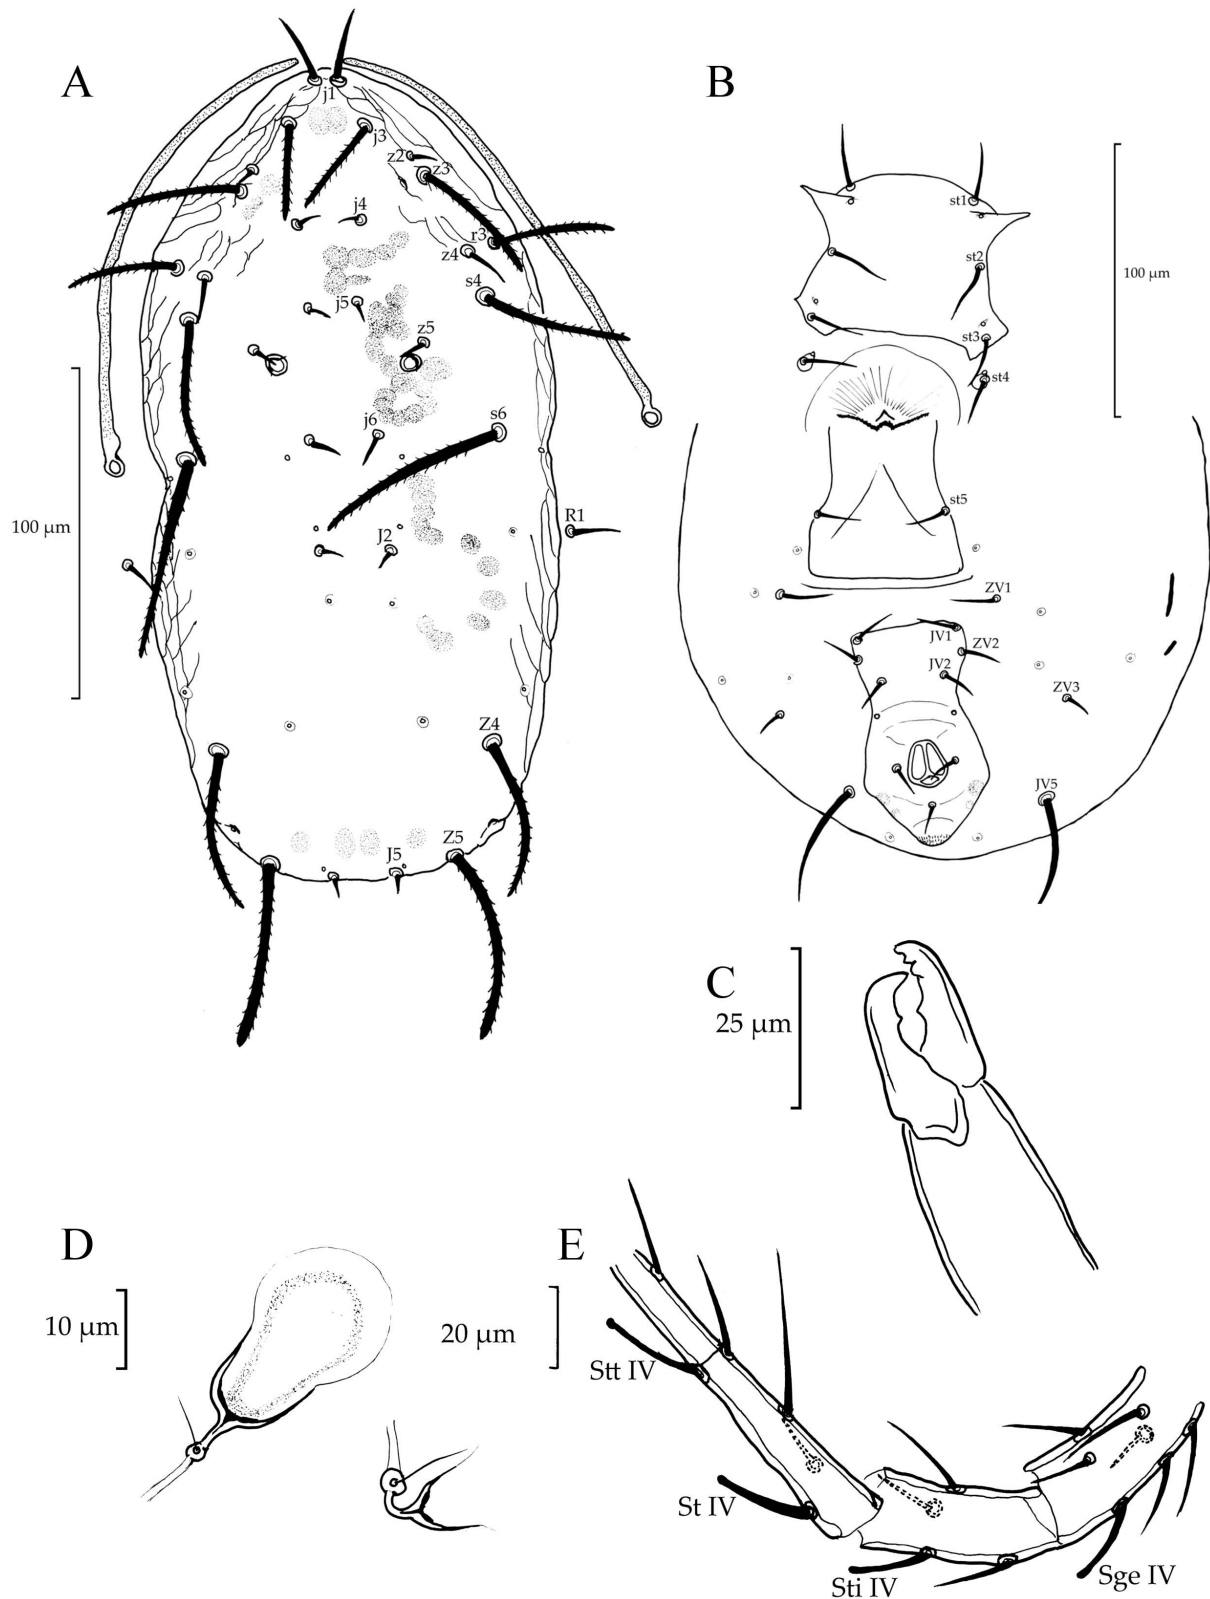 A
j1
j3
z2
z3
j4
r3
z4
s4
j5
z5
j6
s6
100 µm
R1
J2
Z4
J5
Z5
B
st1
st2
100 µm
st3
st4
st5
ZV1
JV1
ZV2
JV2
ZV3
JV5
C
25 µm
D
10 µm
E
20 µm
Stt IV
St IV
Sti IV
Sge IV